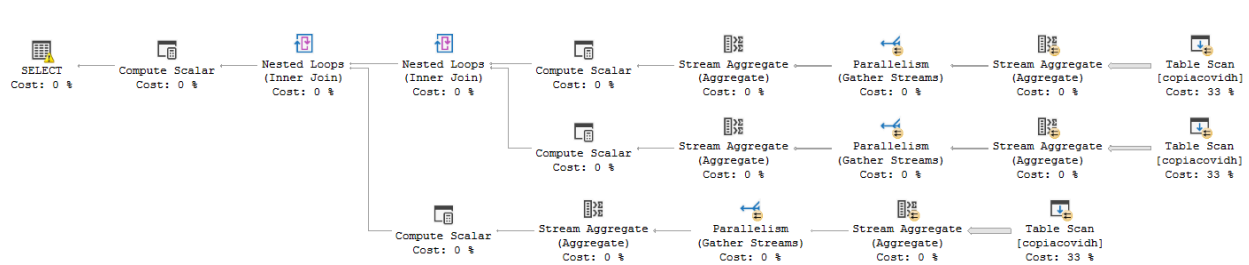 SELECT
Cost: 0 %
Compute Scalar
Cost: 0 %
Nested Loops
(Inner Join)
Cost: 0 %
Nested Loops
(Inner Join)
Cost: 0 %
Compute Scalar
Cost: 0 %
Stream Aggregate
(Aggregate)
Cost: 0 %
Parallelism
(Gather Streams)
Cost: 0 %
Stream Aggregate
(Aggregate)
Cost: 0 %
Table Scan
[copiacovidh]
Cost: 33 %
Compute Scalar
Cost: 0 %
Stream Aggregate
(Aggregate)
Cost: 0 %
Parallelism
(Gather Streams)
Cost: 0 %
Stream Aggregate
(Aggregate)
Cost: 0 %
Table Scan
[copiacovidh]
Cost: 33 %
Compute Scalar
Cost: 0 %
Stream Aggregate
(Aggregate)
Cost: 0 %
Parallelism
(Gather Streams)
Cost: 0 %
Stream Aggregate
(Aggregate)
Cost: 0 %
Table Scan
[copiacovidh]
Cost: 33 %